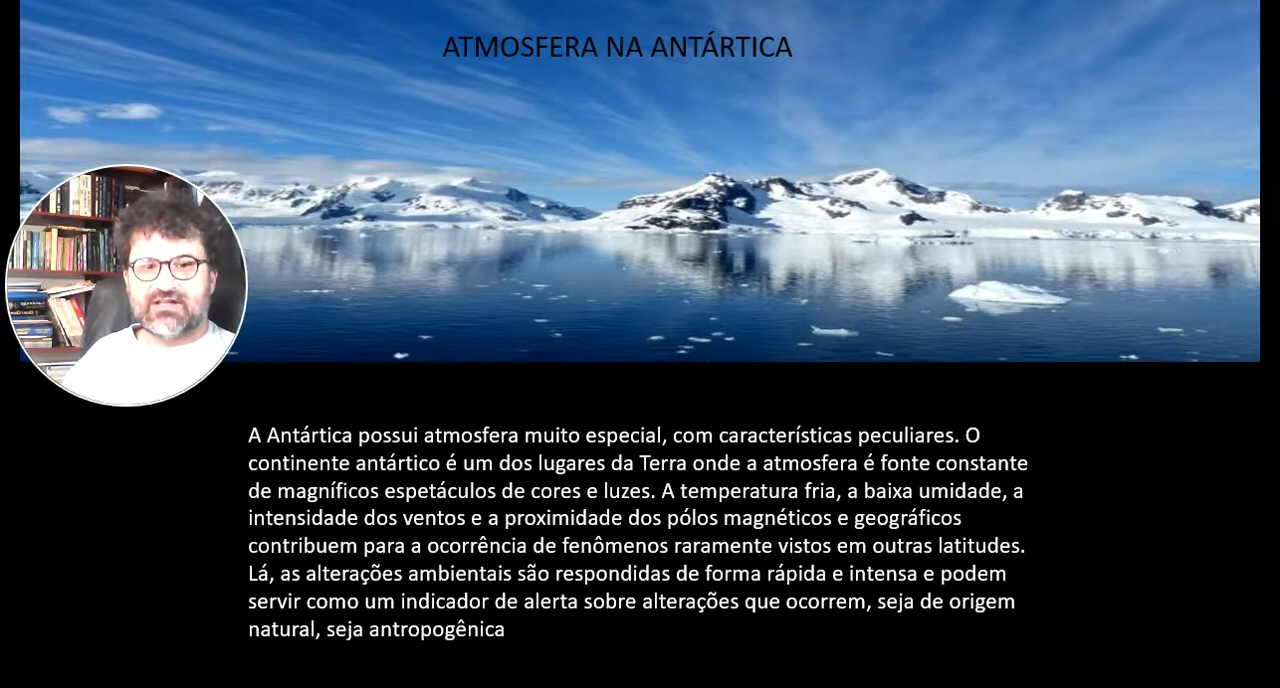 ATMOSFERA NA ANTÁRTICA
A Antártica possui atmosfera muito especial, com características peculiares. O
continente antártico é um dos lugares da Terra onde a atmosfera é fonte constante
de magníficos espetáculos de cores e luzes. A temperatura fria, a baixa umidade, a
intensidade dos ventos e a proximidade dos pólos magnéticos e geográficos
contribuem para a ocorrência de fenômenos raramente vistos em outras latitudes.
Lá, as alterações ambientais são respondidas de forma rápida e intensa e podem
servir como um indicador de alerta sobre alterações que ocorrem, seja de origem
natural, seja antropogênica